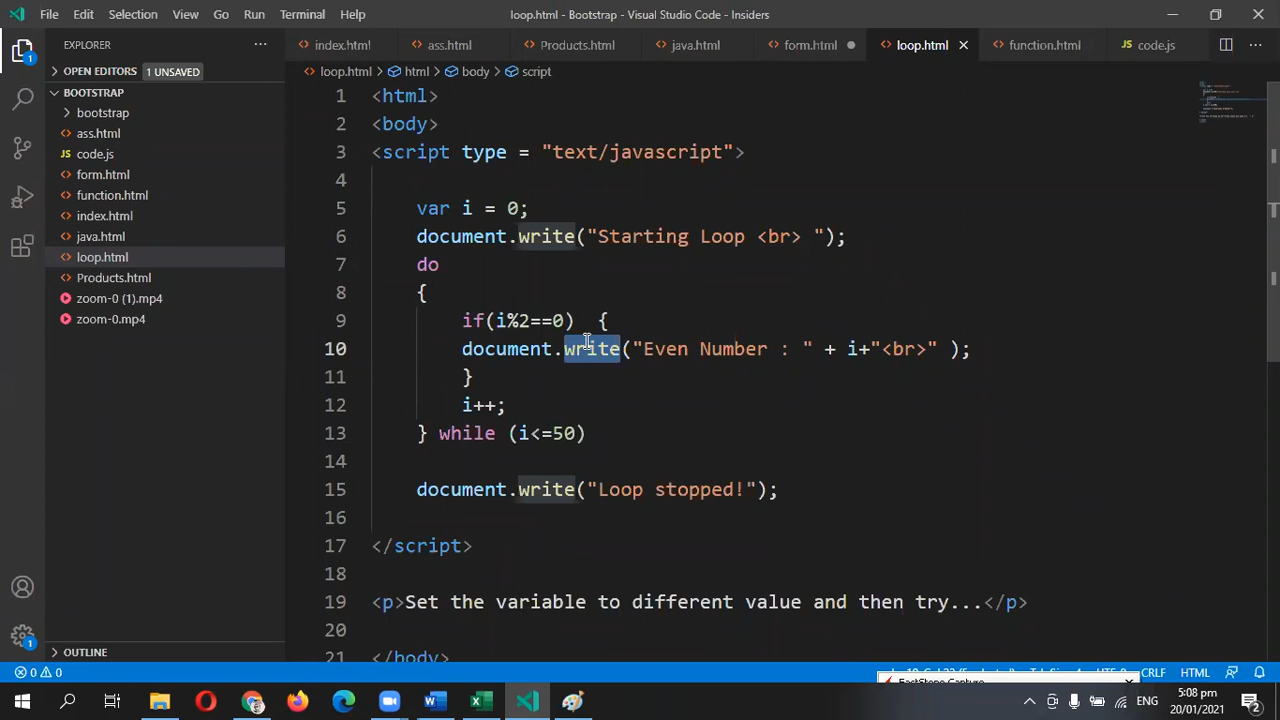 File Edit Selection View Go Run Terminal Help loop.html - Bootstrap - Visual Studio Code - Insiders
EXPLORER
index.html ass.html Products.html java.html form.html loop.html function.html code.js
OPEN EDITORS 1 UNSAVED
loop.html html body script
BOOTSTRAP
bootstrap
ass.html
code.js
form.html
function.html
index.html
java.html
loop.html
Products.html
zoom-0 (1).mp4
zoom-0.mp4
OUTLINE
1 <html>
2 <body>
3 <script type = "text/javascript">
4
5 var i = 0;
6 document.write("Starting Loop <br> ");
7 do
8 {
9 if(i%2==0) {
10 document.write("Even Number : " + i+"<br>" );
11 }
12 i++;
13 } while (i<=50)
14
15 document.write("Loop stopped!");
16
17 </script>
18
19 <p>Set the variable to different value and then try...</p>
20
21 </body>
0 0 CRLF HTML
FastStone Capture
ENG 5:08 pm
20/01/2021 2